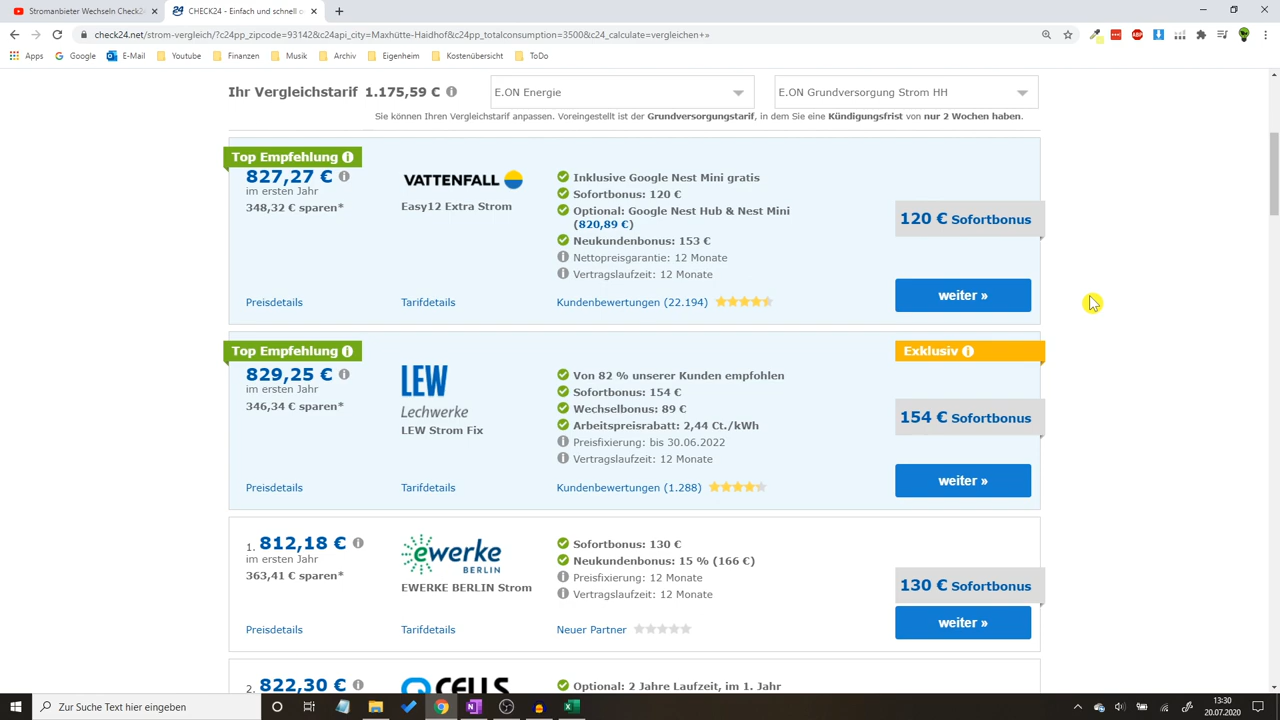 Stromanbieter Wechseln Check24
CHECK24 - Einfach und schnell
check24.net/strom-vergleich/?c24pp_zipcode=93142&c24api_city=Maxhütte-Haidhof&c24pp_totalconsumption=3500&c24_calculate=vergleichen+»
Apps Google E-Mail Youtube Finanzen Musik Archiv Eigenheim Kostenübersicht ToDo
Ihr Vergleichstarif 1.175,59 €
E.ON Energie
E.ON Grundversorgung Strom HH
Sie können Ihren Vergleichstarif anpassen. Voreingestellt ist der Grundversorgungstarif, in dem Sie eine Kündigungsfrist von nur 2 Wochen haben.
Top Empfehlung
827,27 €
im ersten Jahr
348,32 € sparen*
VATTENFALL
Easy12 Extra Strom
Inklusive Google Nest Mini gratis
Sofortbonus: 120 €
Optional: Google Nest Hub & Nest Mini
(820,89 €)
Neukundenbonus: 153 €
Nettopreisgarantie: 12 Monate
Vertragslaufzeit: 12 Monate
120 € Sofortbonus
weiter »
Preisdetails
Tarifdetails
Kundenbewertungen (22.194)
Top Empfehlung
Exklusiv
829,25 €
im ersten Jahr
346,34 € sparen*
LEW
Lechwerke
LEW Strom Fix
Von 82 % unserer Kunden empfohlen
Sofortbonus: 154 €
Wechselbonus: 89 €
Arbeitspreisrabatt: 2,44 Ct./kWh
Preisfixierung: bis 30.06.2022
Vertragslaufzeit: 12 Monate
154 € Sofortbonus
weiter »
Preisdetails
Tarifdetails
Kundenbewertungen (1.288)
1. 812,18 €
im ersten Jahr
363,41 € sparen*
ewerke
BERLIN
EWERKE BERLIN Strom
Sofortbonus: 130 €
Neukundenbonus: 15 % (166 €)
Preisfixierung: 12 Monate
Vertragslaufzeit: 12 Monate
130 € Sofortbonus
weiter »
Preisdetails
Tarifdetails
Neuer Partner
2. 822,30 €
Q CELLS
Optional: 2 Jahre Laufzeit, im 1. Jahr
Zur Suche Text hier eingeben
13:30
20.07.2020